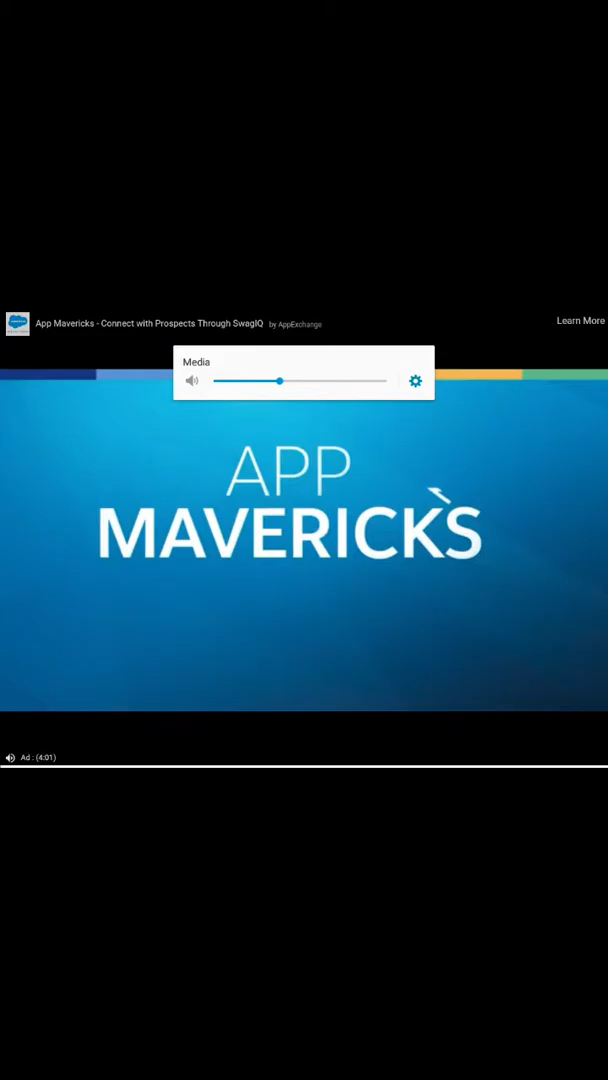 App Mavericks - Connect with Prospects Through SwagIQ by AppExchange
Learn More
Media
APP
MAVERICKS
Ad : (4:01)